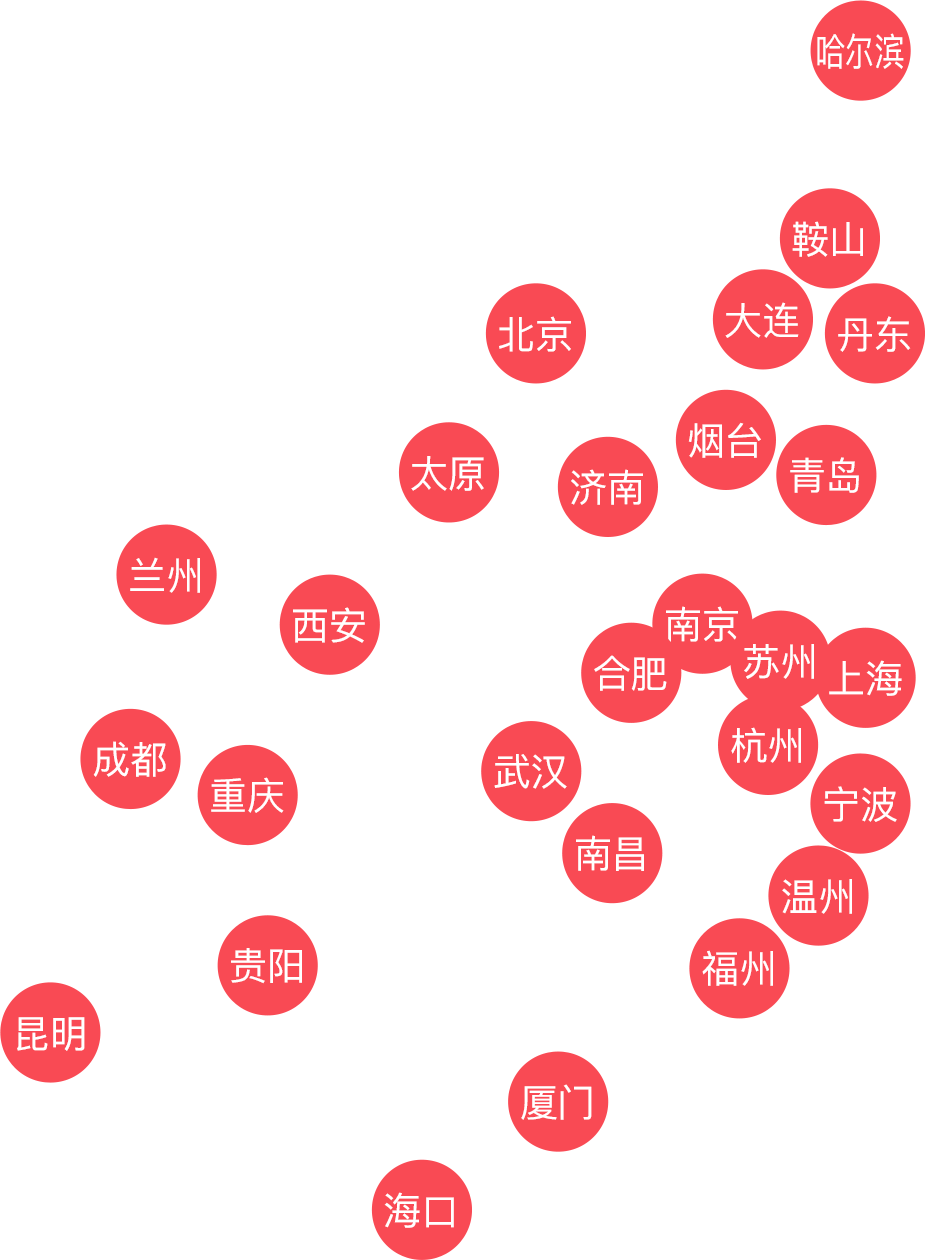 哈尔滨
鞍山
大连
北京
丹东
烟台
太原
青岛
济南
兰州
南京
西安
苏州
合肥
上海
杭州
成都
武汉
重庆
宁波
南昌
温州
贵阳
福州
昆明
厦门
海口